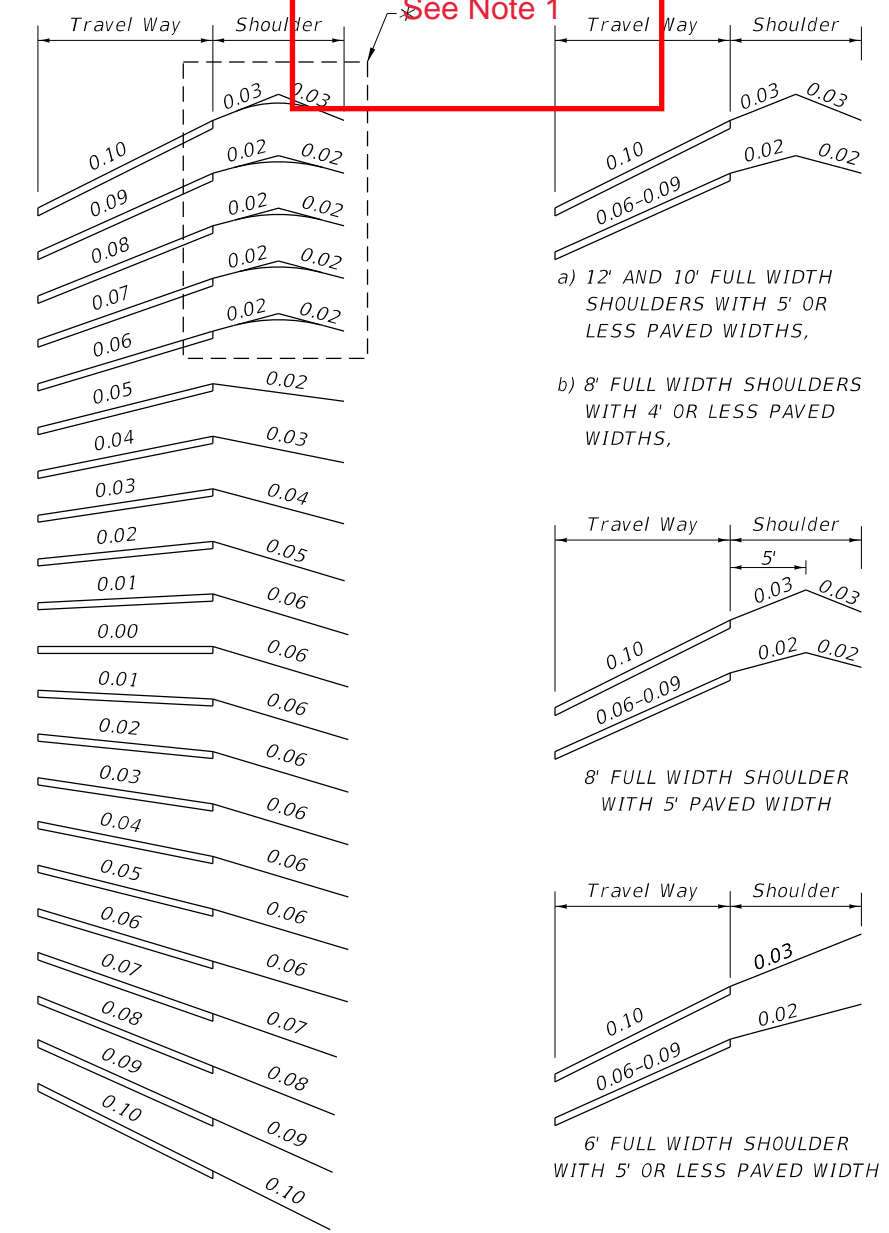 See Note 1
*
Travel Way Shoulder
0.10 0.03 0.03
0.09 0.02 0.02
0.08 0.02 0.02
0.07 0.02 0.02
0.06 0.02 0.02
0.05 0.02
0.04 0.03
0.03 0.04
0.02 0.05
0.01 0.06
0.00 0.06
0.01 0.06
0.02 0.06
0.03 0.06
0.04 0.06
0.05 0.06
0.06 0.06
0.07 0.07
0.08 0.08
0.09 0.09
0.10 0.10
Travel Way Shoulder
0.10 0.03 0.03
0.06-0.09 0.02 0.02
a) 12' AND 10' FULL WIDTH
SHOULDERS WITH 5' OR
LESS PAVED WIDTHS,
b) 8' FULL WIDTH SHOULDERS
WITH 4' OR LESS PAVED
WIDTHS,
Travel Way Shoulder
5'
0.10 0.03 0.03
0.06-0.09 0.02 0.02
8' FULL WIDTH SHOULDER
WITH 5' PAVED WIDTH
Travel Way Shoulder
0.10 0.03
0.06-0.09 0.02
6' FULL WIDTH SHOULDER
WITH 5' OR LESS PAVED WIDTH